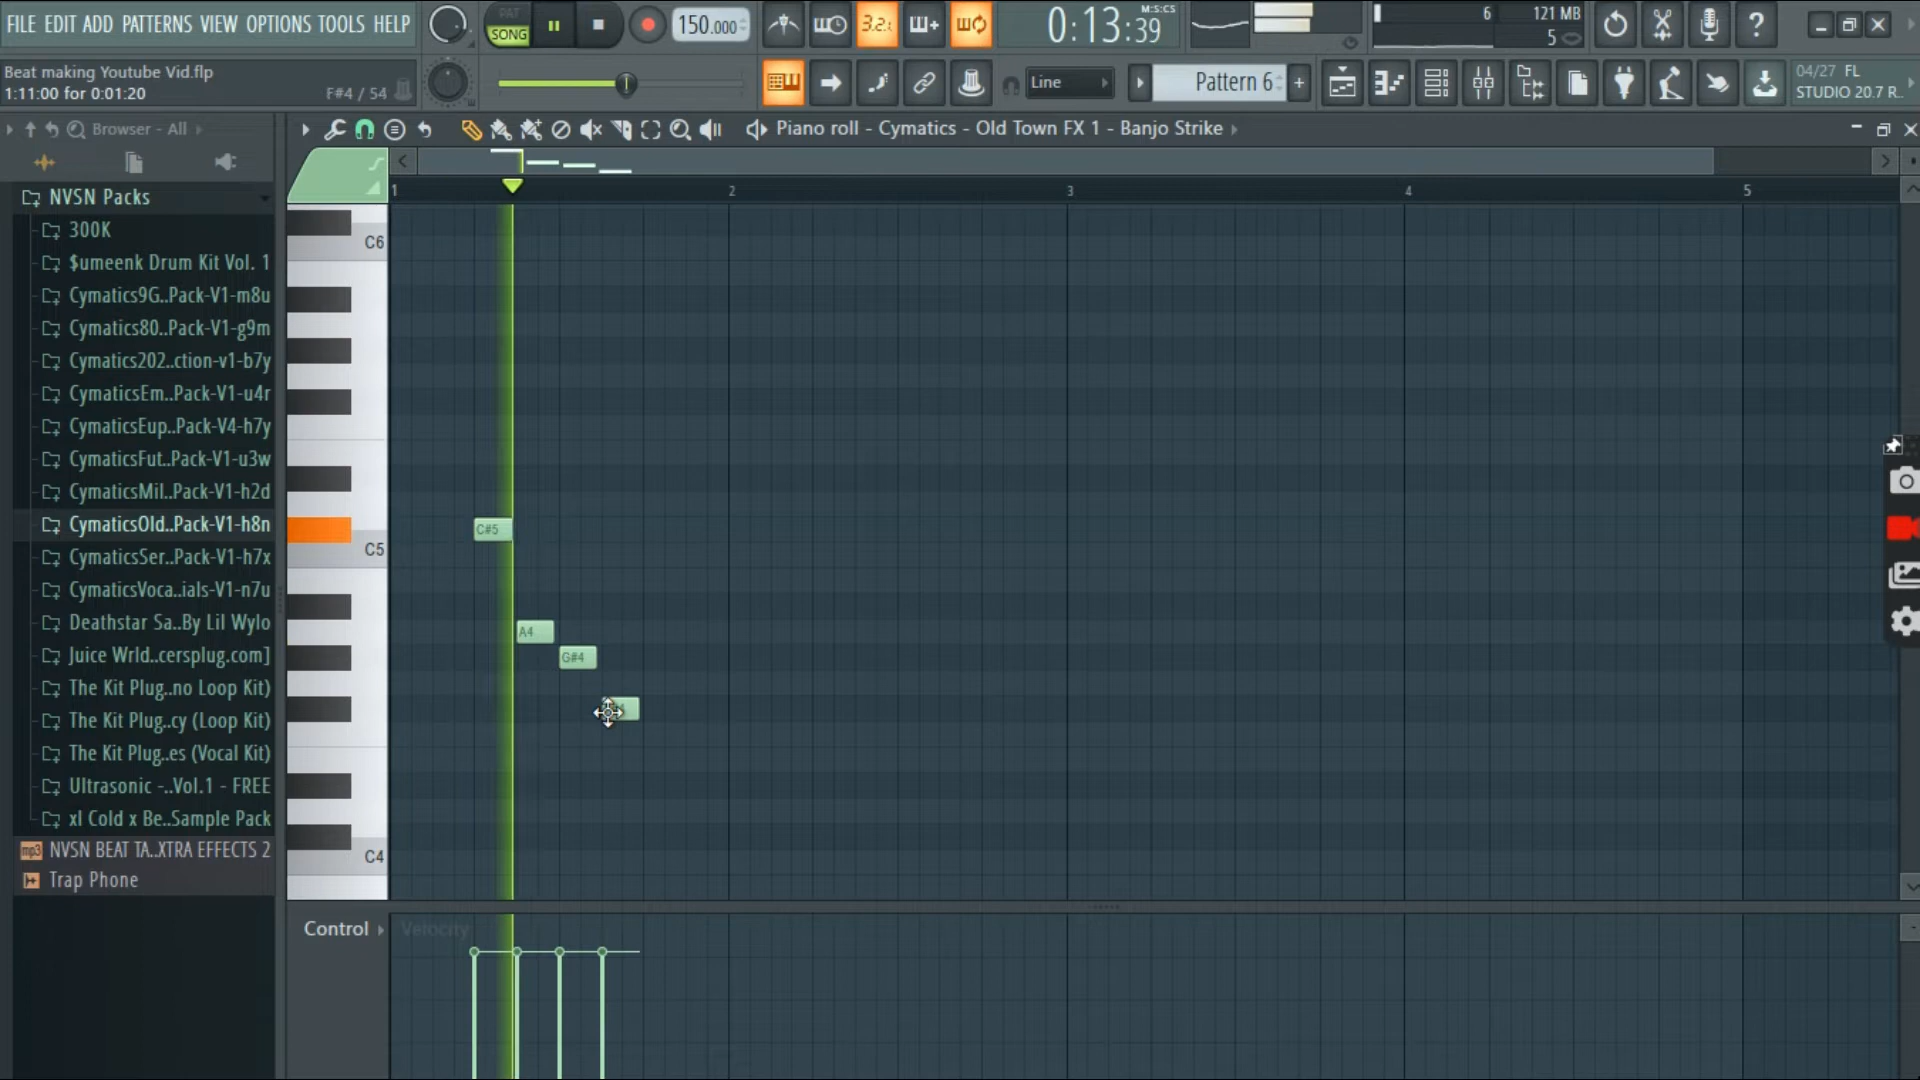 FILE EDIT ADD PATTERNS VIEW OPTIONS TOOLS HELP
PAT
SONG
150.000
3.2.
0:13:39
M:S:CS
6
121 MB
5
Beat making Youtube Vid.flp
1:11:00 for 0:01:20
F#4 / 54
Line
Pattern 6
+
04/27 FL
STUDIO 20.7 R..
Browser - All
Piano roll - Cymatics - Old Town FX 1 - Banjo Strike
1
2
3
4
5
NVSN Packs
300K
$umeenk Drum Kit Vol. 1
Cymatics9G..Pack-V1-m8u
Cymatics80..Pack-V1-g9m
Cymatics202..ction-v1-b7y
CymaticsEm..Pack-V1-u4r
CymaticsEup..Pack-V4-h7y
CymaticsFut..Pack-V1-u3w
CymaticsMil..Pack-V1-h2d
CymaticsOld..Pack-V1-h8n
CymaticsSer..Pack-V1-h7x
CymaticsVoca..ials-V1-n7u
Deathstar Sa..By Lil Wylo
Juice Wrld..cersplug.com]
The Kit Plug..no Loop Kit)
The Kit Plug..cy (Loop Kit)
The Kit Plug..es (Vocal Kit)
Ultrasonic -..Vol.1 - FREE
xl Cold x Be..Sample Pack
mp3 NVSN BEAT TA..XTRA EFFECTS 2
Trap Phone
C6
C5
C4
C#5
A4
G#4
Control
Velocity